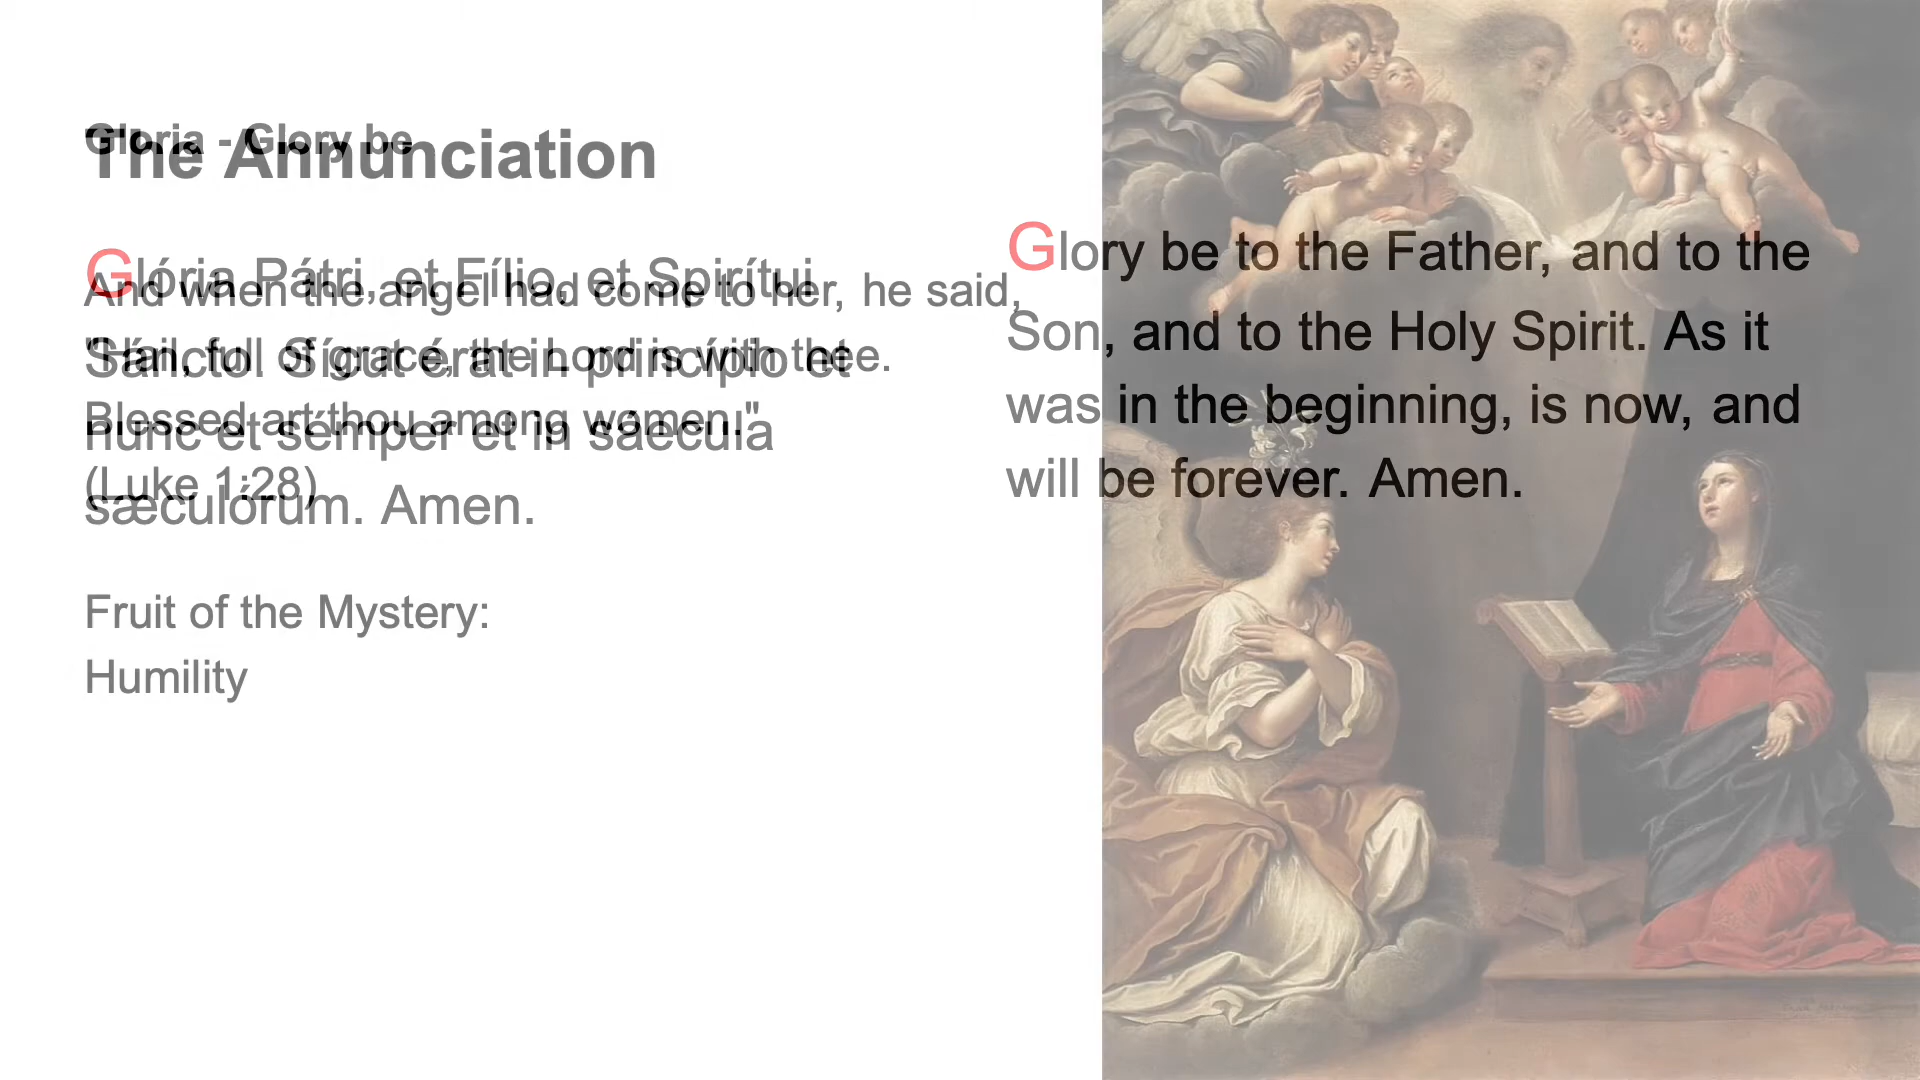 Gloria - Glory be
Glória Pátri, et Fílio, et Spirítui
Sáncto. Sícut érat in princípio et
nunc et sémper et in sǽcula
sæculórum. Amen.
Glory be to the Father, and to the
Son, and to the Holy Spirit. As it
was in the beginning, is now, and
will be forever. Amen.
The Annunciation
And when the angel had come to her, he said,
"Hail, full of grace, the Lord is with thee.
Blessed art thou among women."
(Luke 1:28)
Fruit of the Mystery:
Humility